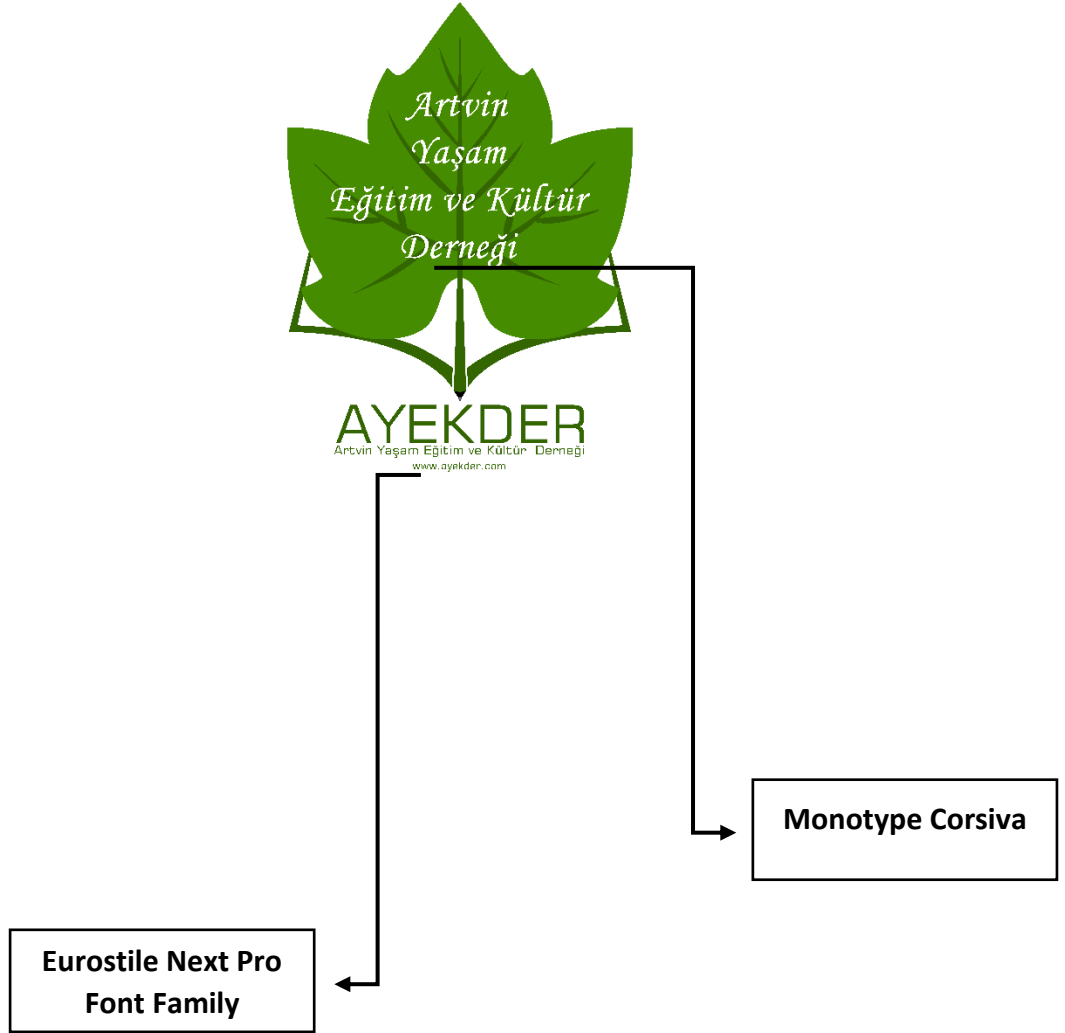 Artvin
Yaşam
Eğitim ve Kültür
Derneği
AYEKDER
Artvin Yaşam Eğitim ve Kültür Derneği
www.ayekder.com
Monotype Corsiva
Eurostile Next Pro
Font Family